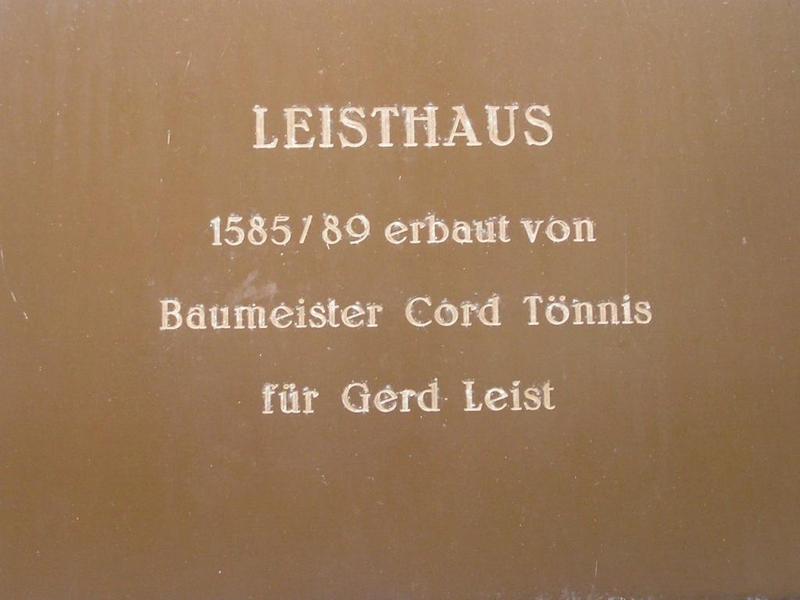 LEISTHAUS
1585/89 erbaut von
Baumeister Cord Tönnis
für Gerd Leist